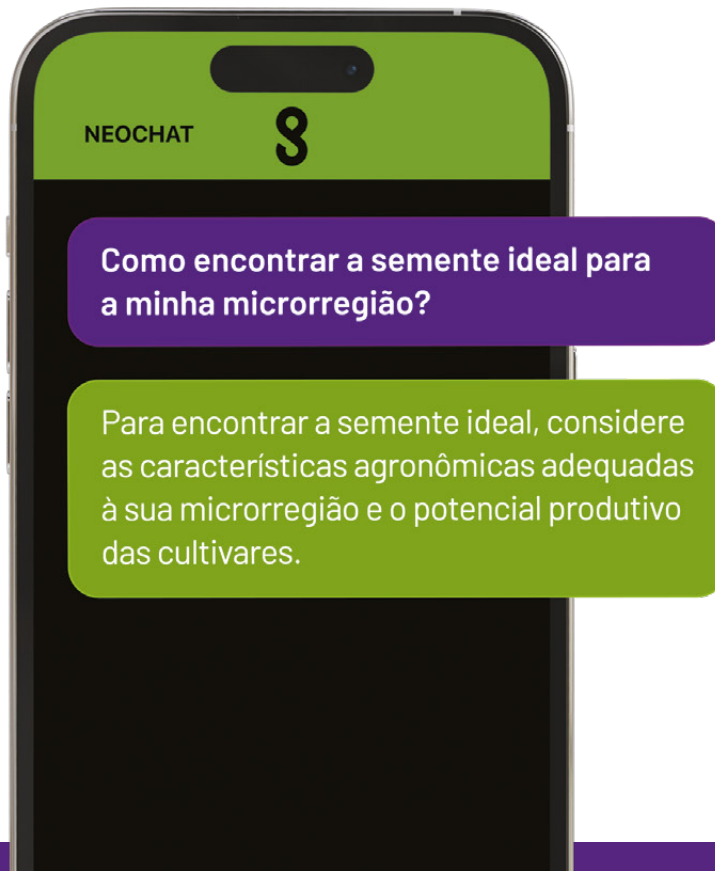 NEOCHAT
Como encontrar a semente ideal para
a minha microrregião?
Para encontrar a semente ideal, considere
as características agronômicas adequadas
à sua microrregião e o potencial produtivo
das cultivares.